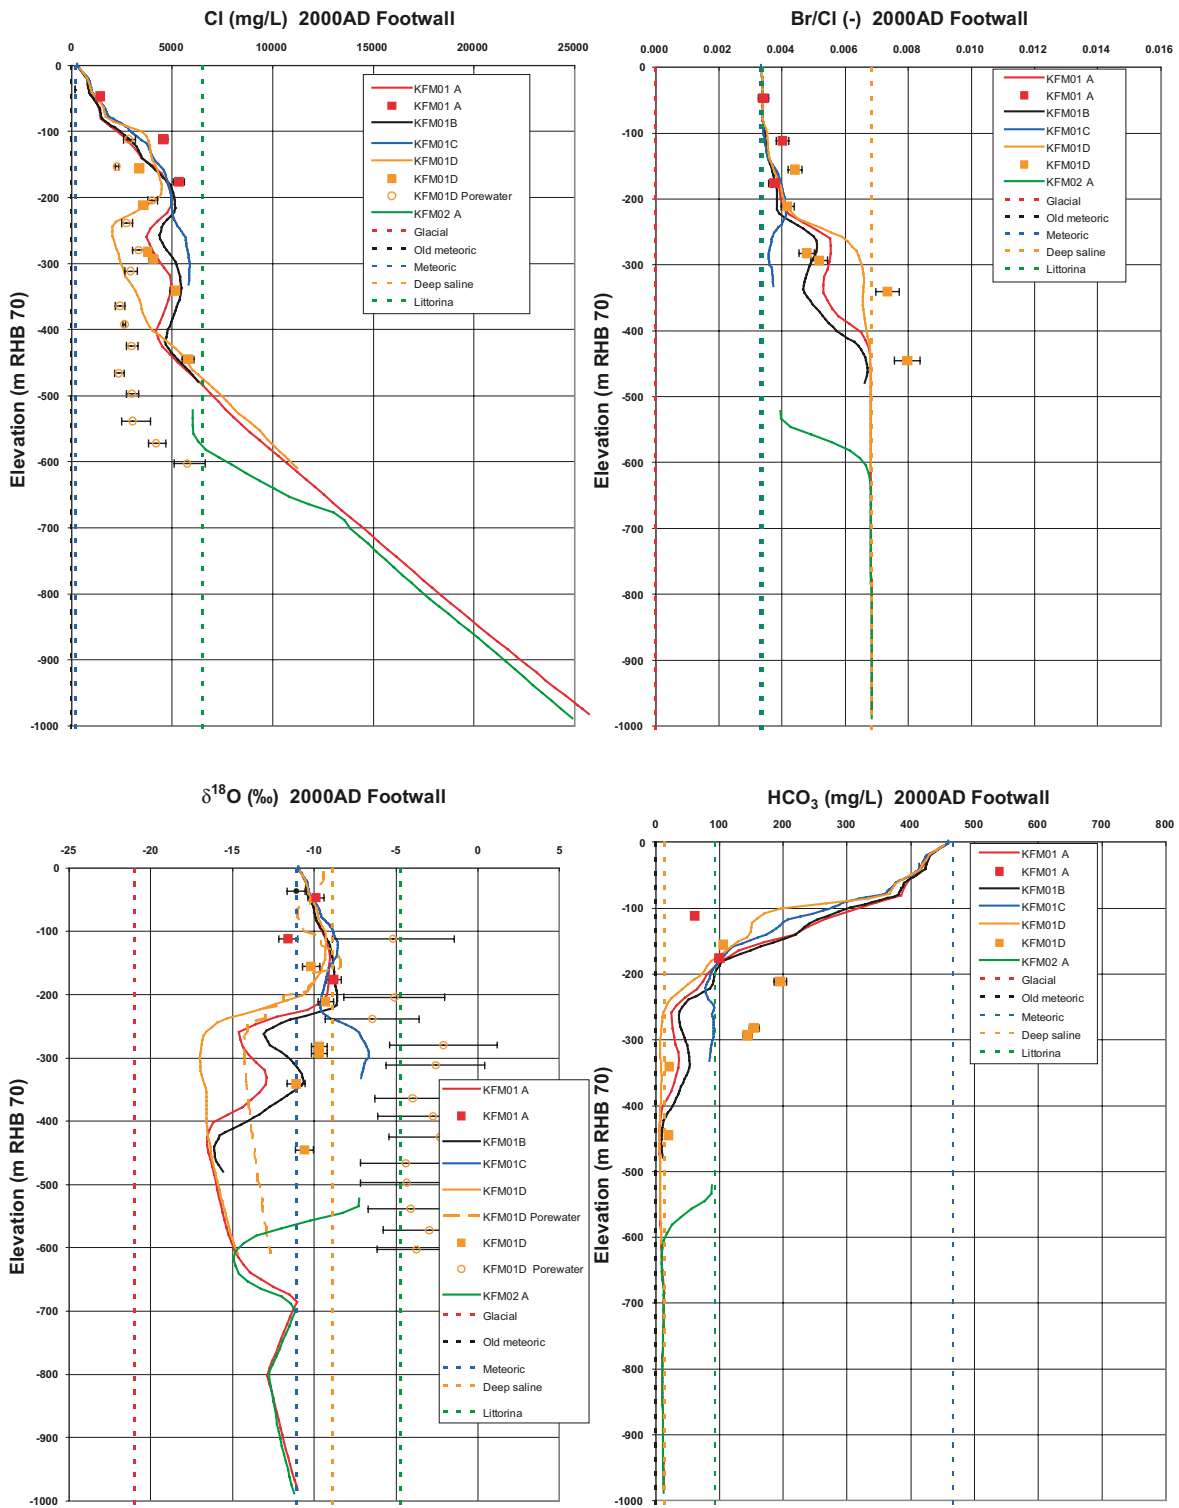 Cl (mg/L)  2000AD Footwall
0 5000 10000 15000 20000 25000
0
-100
-200
-300
-400
-500
-600
-700
-800
-900
-1000
Elevation (m RHB 70)
KFM01 A
KFM01 A
KFM01B
KFM01C
KFM01D
KFM01D
KFM01D Porewater
KFM02 A
Glacial
Old meteoric
Meteoric
Deep saline
Littorina
Br/Cl (-)  2000AD Footwall
0.000 0.002 0.004 0.006 0.008 0.010 0.012 0.014 0.016
0
-100
-200
-300
-400
-500
-600
-700
-800
-900
-1000
Elevation (m RHB 70)
KFM01 A
KFM01 A
KFM01B
KFM01C
KFM01D
KFM01D
KFM02 A
Glacial
Old meteoric
Meteoric
Deep saline
Littorina
δ18O (‰)  2000AD Footwall
-25 -20 -15 -10 -5 0 5
0
-100
-200
-300
-400
-500
-600
-700
-800
-900
-1000
Elevation (m RHB 70)
KFM01 A
KFM01 A
KFM01B
KFM01C
KFM01D
KFM01D Porewater
KFM01D
KFM01D  Porewater
KFM02 A
Glacial
Old meteoric
Meteoric
Deep saline
Littorina
HCO3 (mg/L)  2000AD Footwall
0 100 200 300 400 500 600 700 800
0
-100
-200
-300
-400
-500
-600
-700
-800
-900
-1000
Elevation (m RHB 70)
KFM01 A
KFM01 A
KFM01B
KFM01C
KFM01D
KFM01D
KFM02 A
Glacial
Old meteoric
Meteoric
Deep saline
Littorina